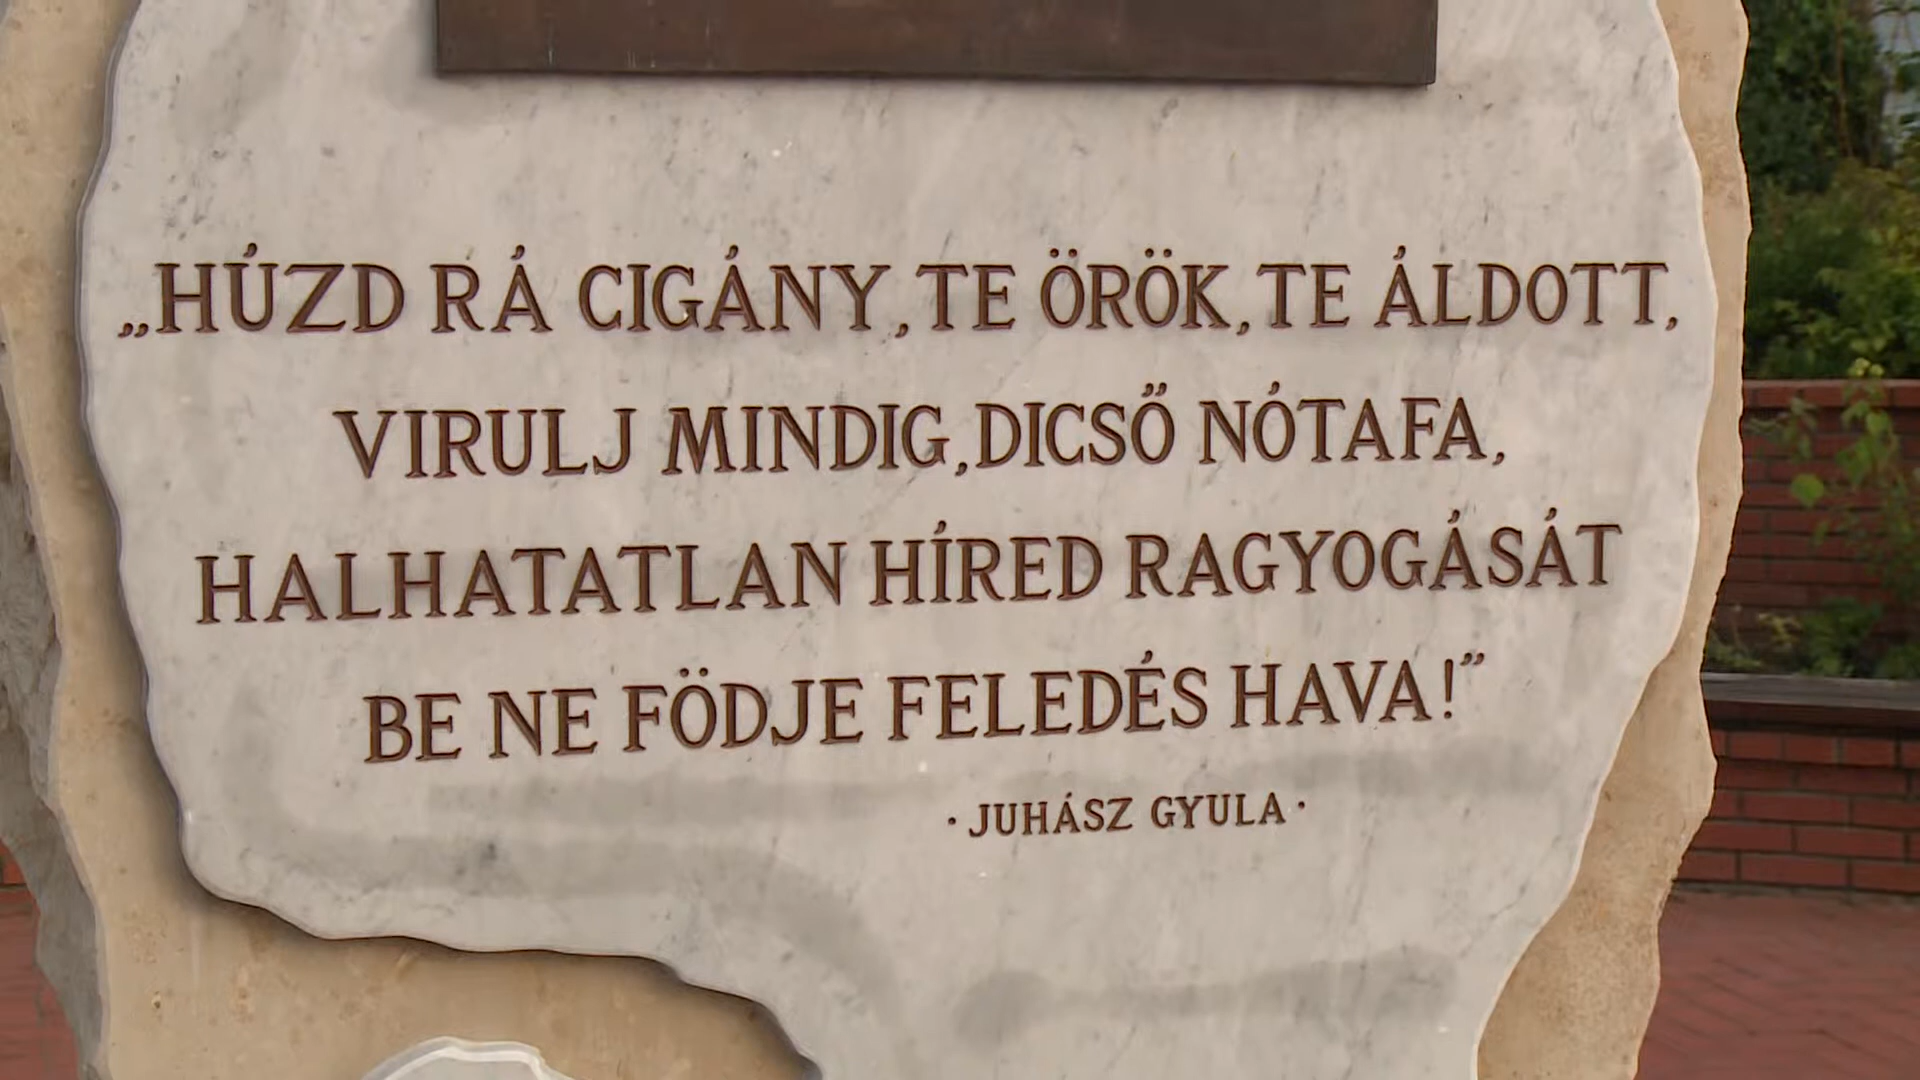 „HÚZD RÁ CIGÁNY, TE ÖRÖK, TE ÁLDOTT,
VIRULJ MINDIG, DICSŐ NÓTAFA,
HALHATATLAN HÍRED RAGYOGÁSÁT
BE NE FÖDJE FELEDÉS HAVA!”
· JUHÁSZ GYULA ·